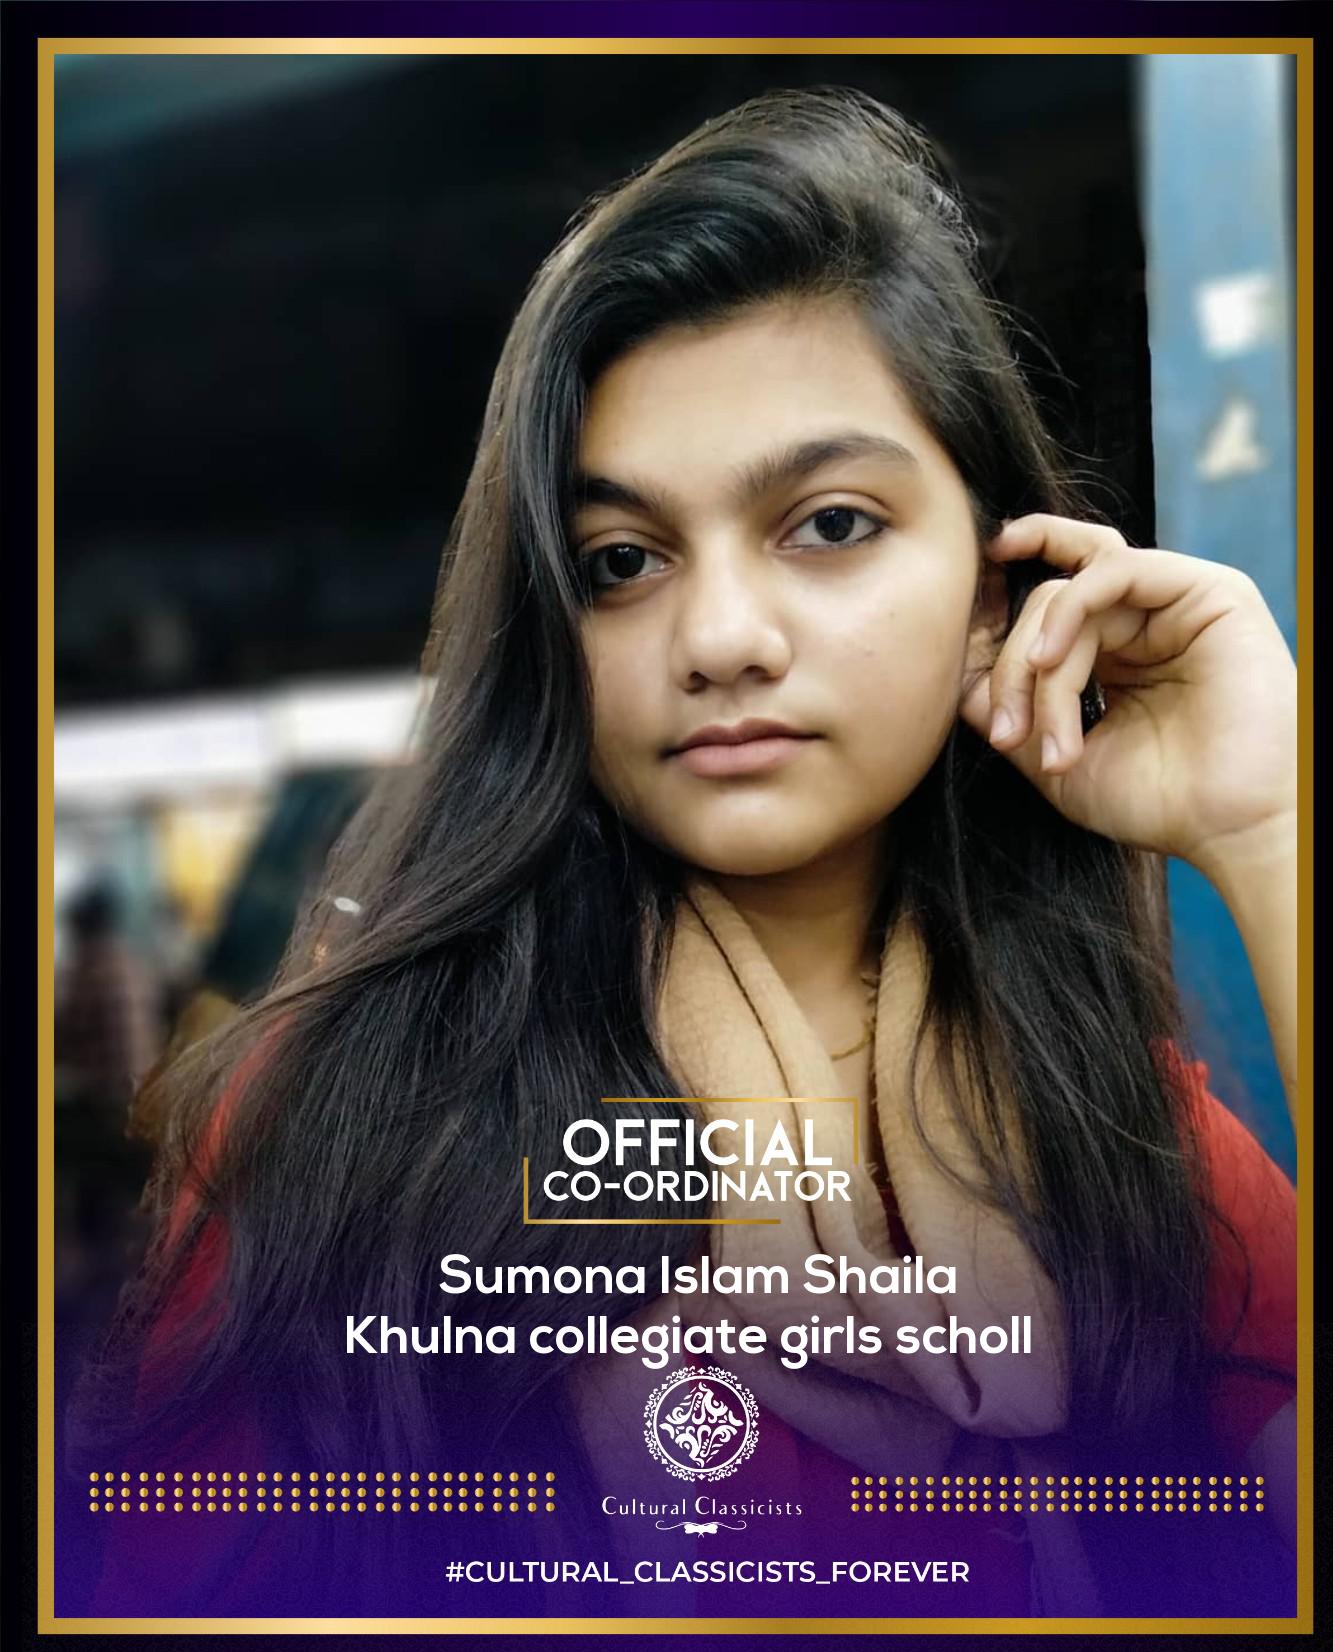 OFFICIAL
CO-ORDINATOR
Sumona Islam Shaila
Khulna collegiate girls scholl
Cultural Classicists
#CULTURAL_CLASSICISTS_FOREVER